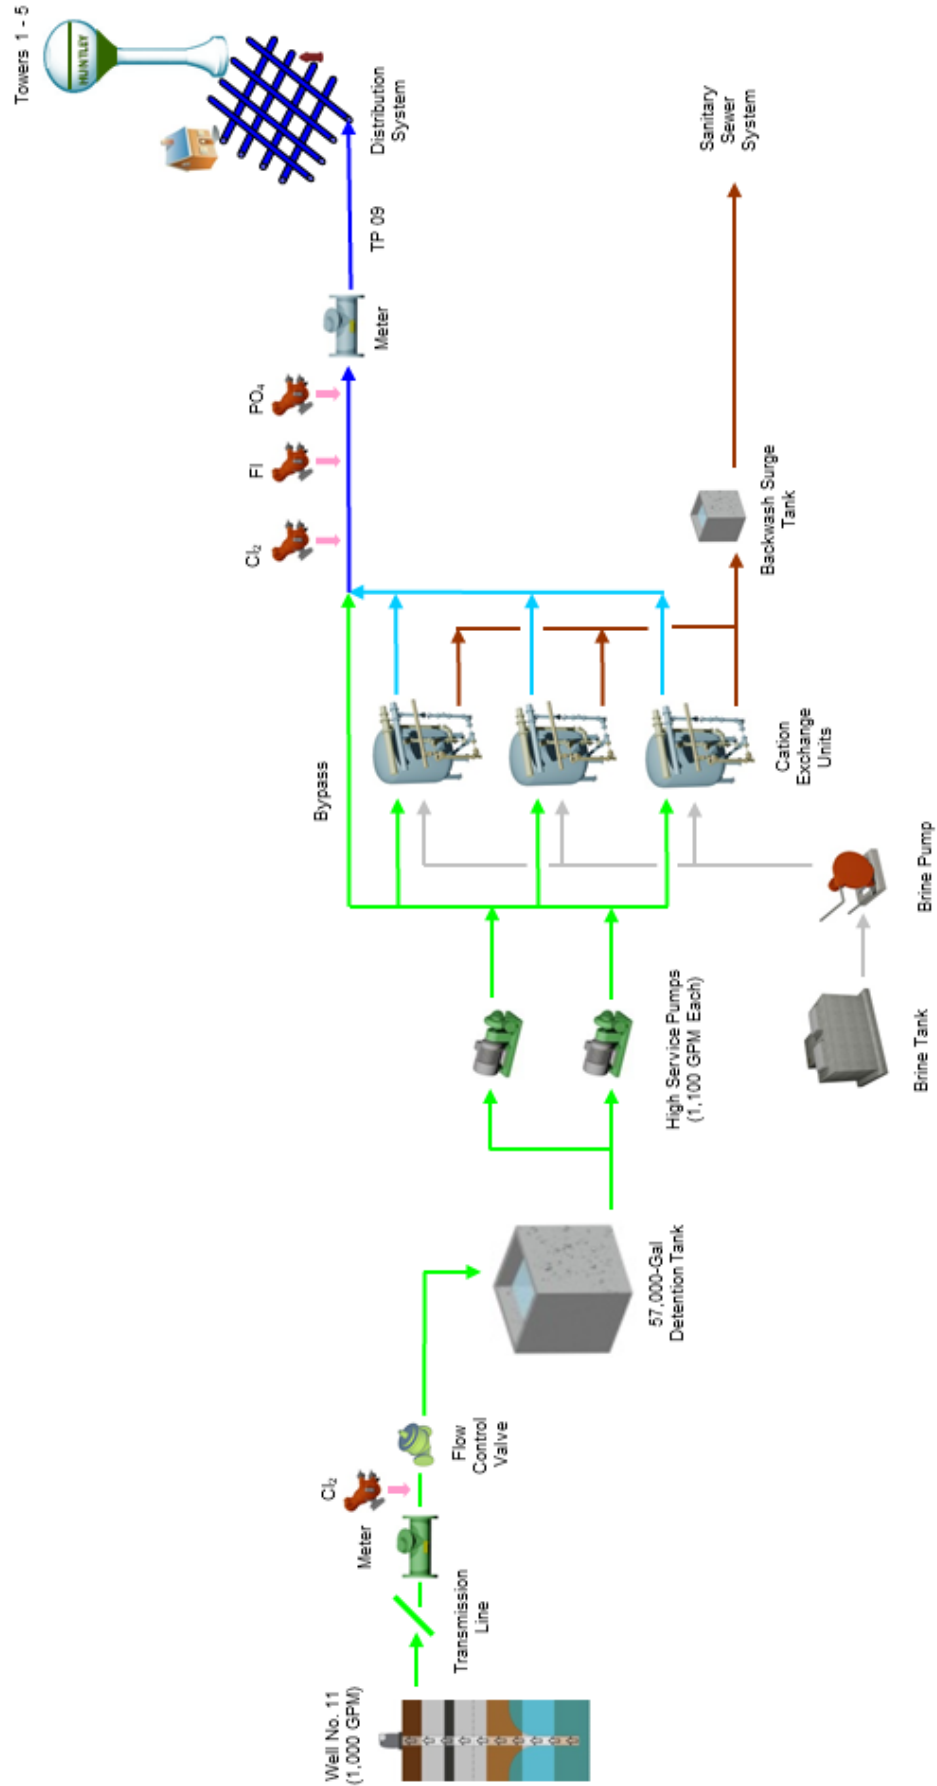 Well No. 11
(1,000 GPM)
Transmission
Line
Meter
Cl₂
Flow
Control
Valve
57,000-Gal
Detention Tank
High Service Pumps
(1,100 GPM Each)
Brine Tank
Brine Pump
Bypass
Cation
Exchange
Units
Backwash Surge
Tank
Sanitary
Sewer
System
Cl₂
Fl
PO₄
Meter
TP 09
Distribution
System
Towers 1 - 5
HUNTLEY